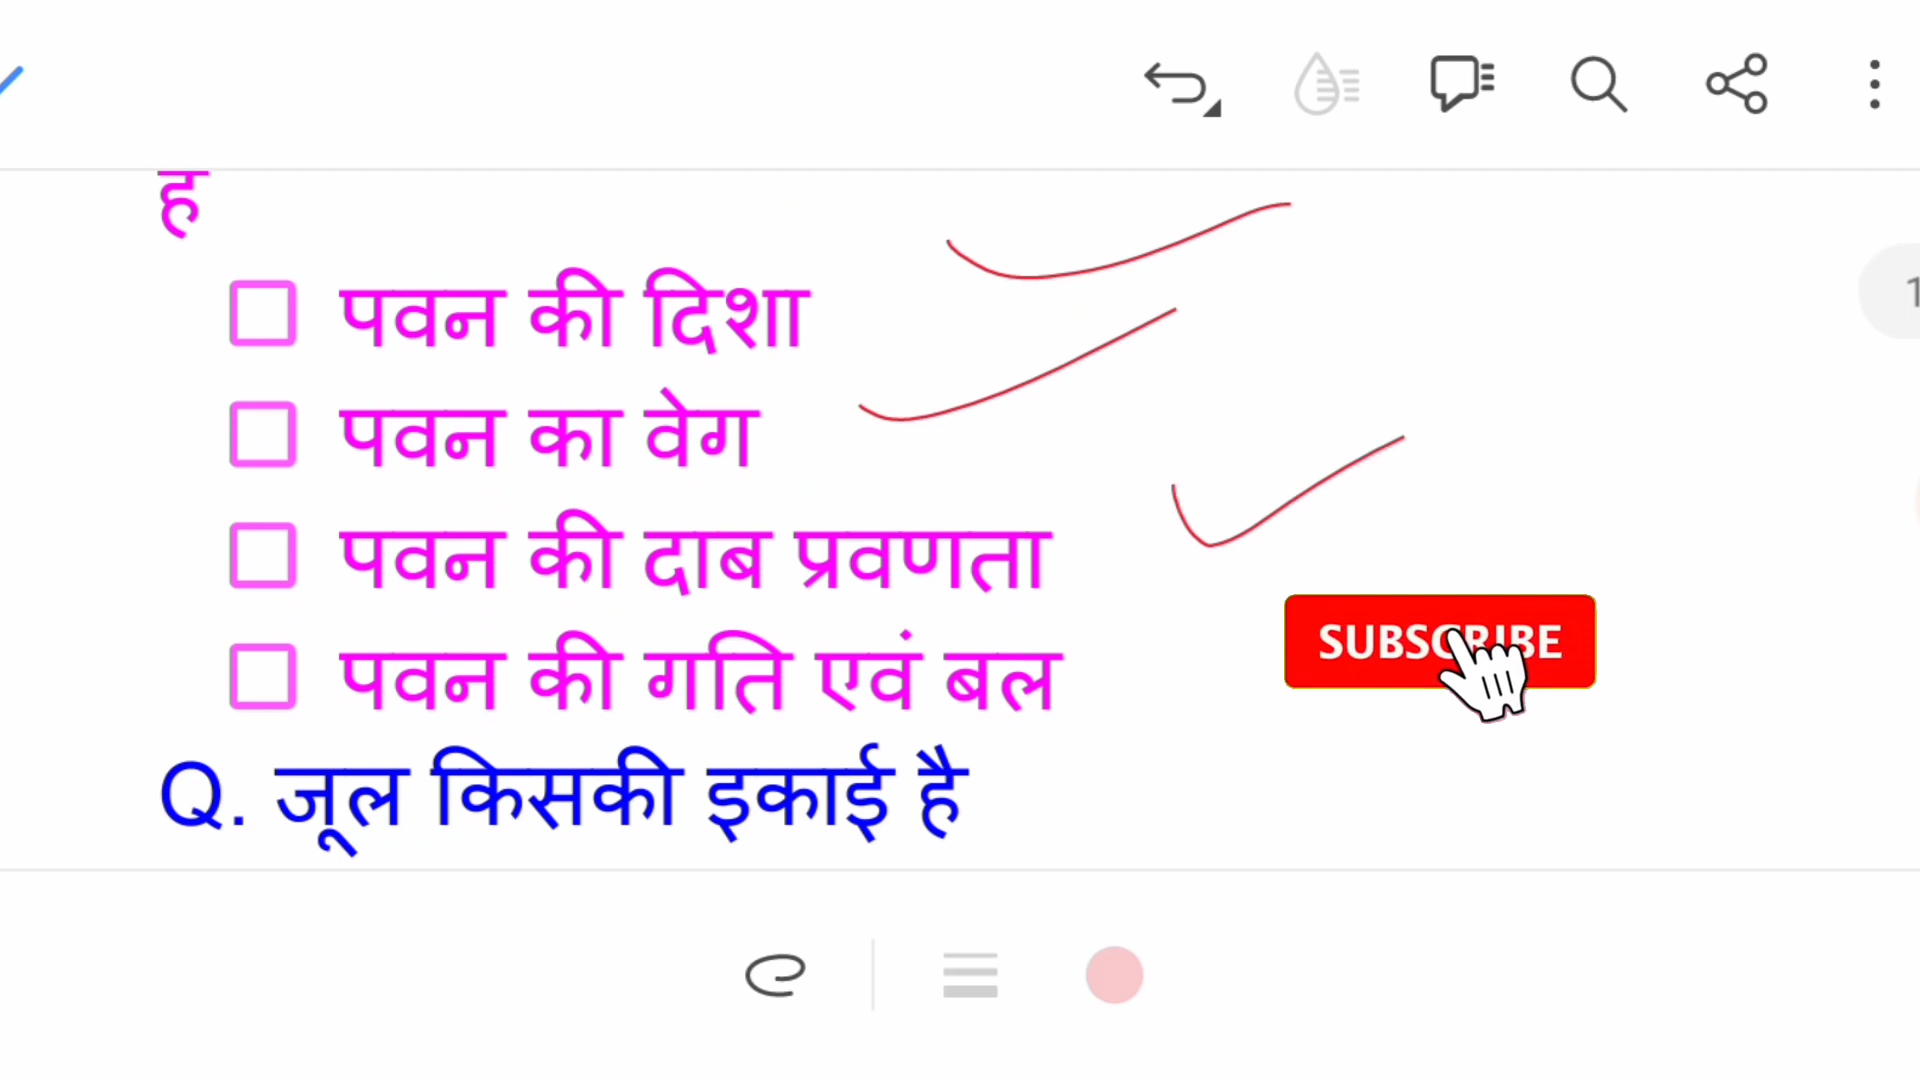 है
पवन की दिशा
पवन का वेग
पवन की दाब प्रवणता
पवन की गति एवं बल
SUBSCRIBE
Q. जूल किसकी इकाई है